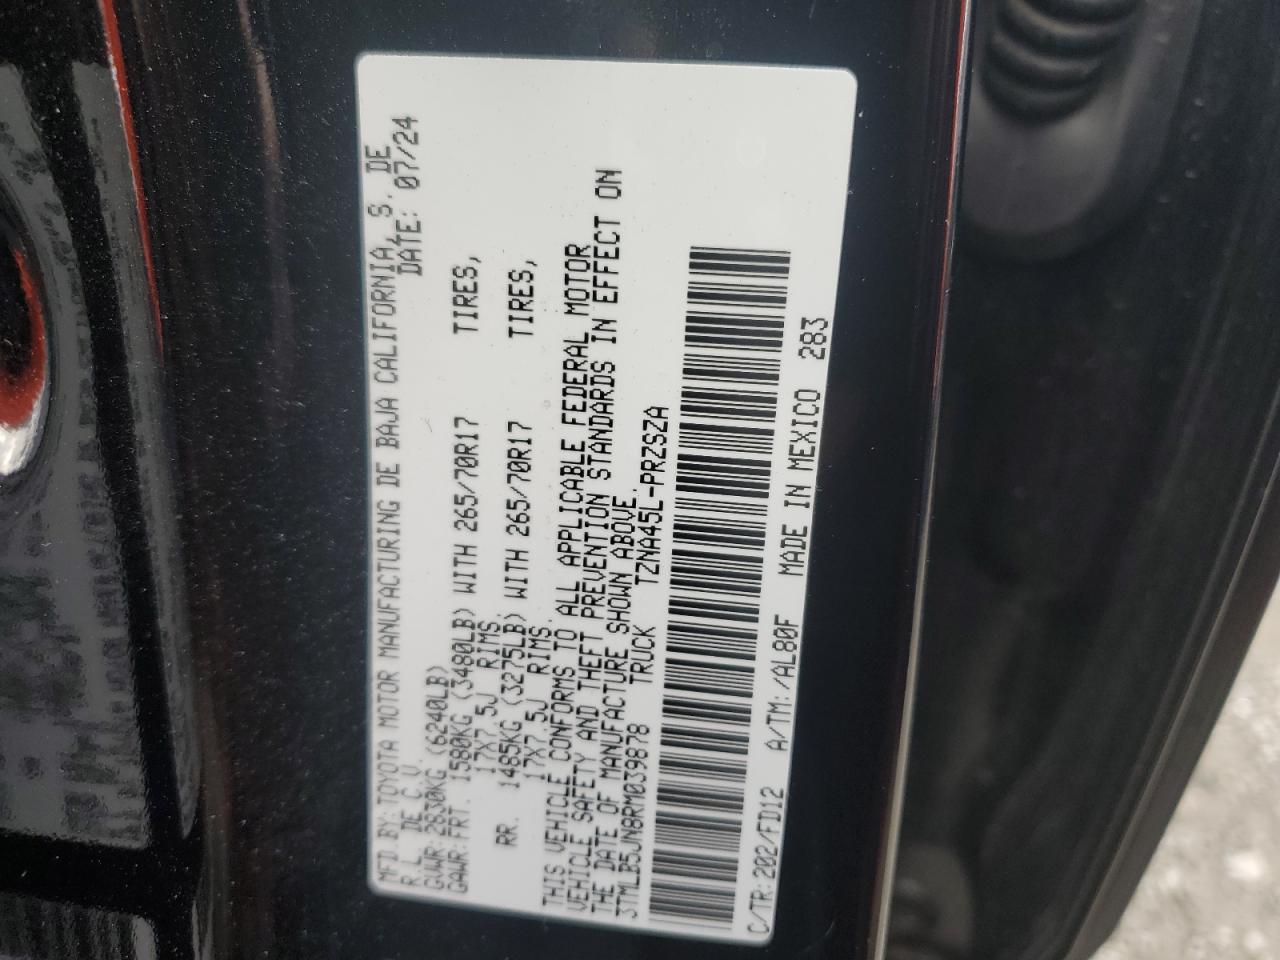 MFD.BY:TOYOTA MOTOR MANUFACTURING DE BAJA CALIFORNIA, S. DE
R.L. DE C.V. DATE: 07/24
GVWR:2830KG (6240LB)
GAWR:FRT. 1580KG (3480LB) WITH 265/70R17 TIRES,
17X7.5J RIMS,
RR. 1485KG (3275LB) WITH 265/70R17 TIRES,
17X7.5J RIMS.
THIS VEHICLE CONFORMS TO ALL APPLICABLE FEDERAL MOTOR
VEHICLE SAFETY AND THEFT PREVENTION STANDARDS IN EFFECT ON
THE DATE OF MANUFACTURE SHOWN ABOVE.
3TMLB5JN8RM039878 TRUCK TZNA45L-PRZSZA
C/TR:202/FD12 A/TM:/AL80F MADE IN MEXICO 283